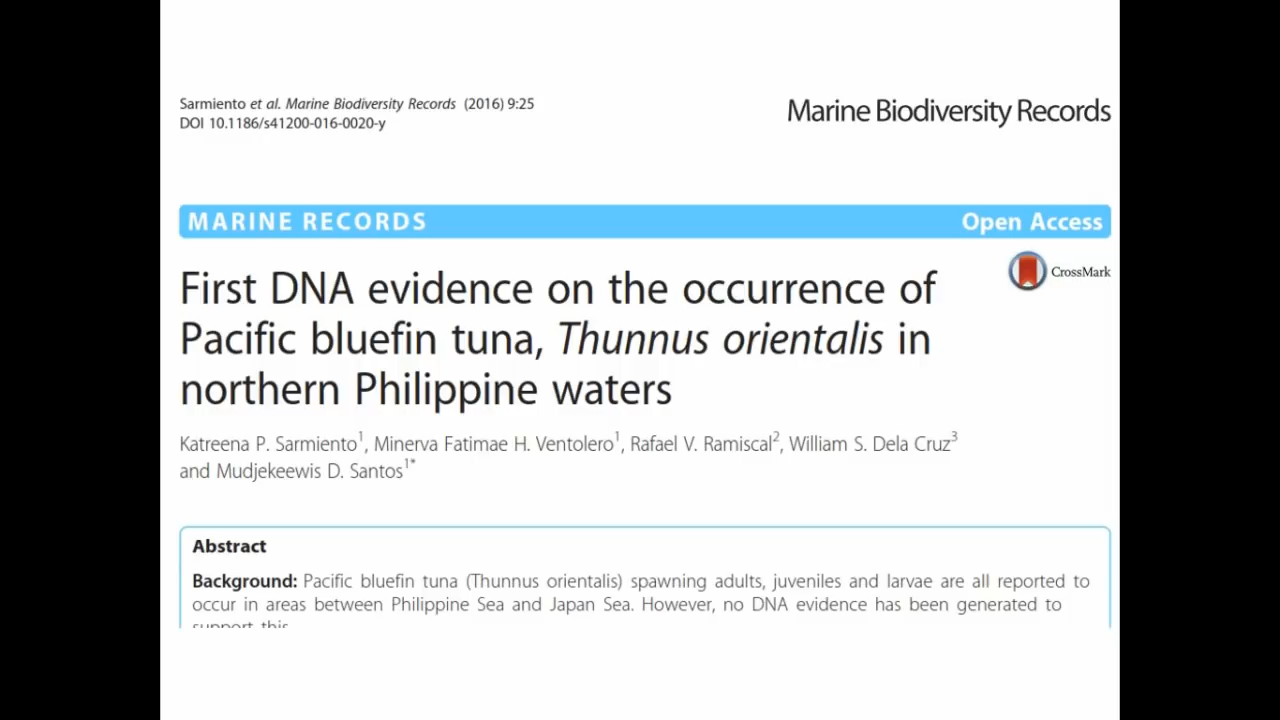 Sarmiento et al. Marine Biodiversity Records (2016) 9:25
DOI 10.1186/s41200-016-0020-y
Marine Biodiversity Records
MARINE RECORDS
Open Access
CrossMark
First DNA evidence on the occurrence of
Pacific bluefin tuna, Thunnus orientalis in
northern Philippine waters
Katreena P. Sarmiento1, Minerva Fatimae H. Ventolero1, Rafael V. Ramiscal2, William S. Dela Cruz3
and Mudjekeewis D. Santos1*
Abstract
Background: Pacific bluefin tuna (Thunnus orientalis) spawning adults, juveniles and larvae are all reported to
occur in areas between Philippine Sea and Japan Sea. However, no DNA evidence has been generated to
support this